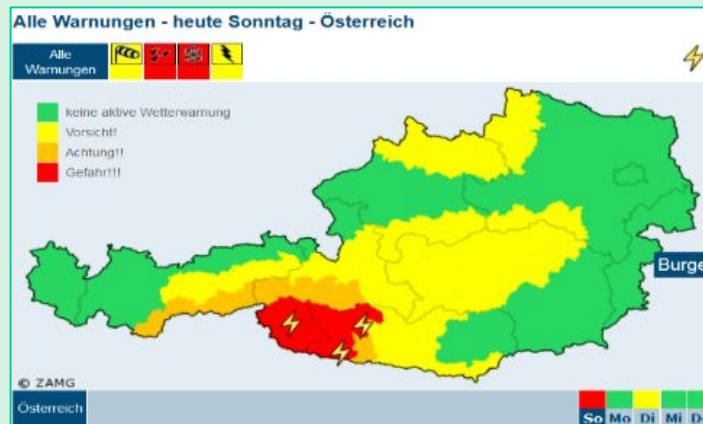 Alle Warnungen - heute Sonntag - Österreich
Alle
Warnungen
keine aktive Wetterwarnung
Vorsicht!
Achtung!!
Gefahr!!!
Burge
© ZAMG
Österreich
So Mo Di Mi D